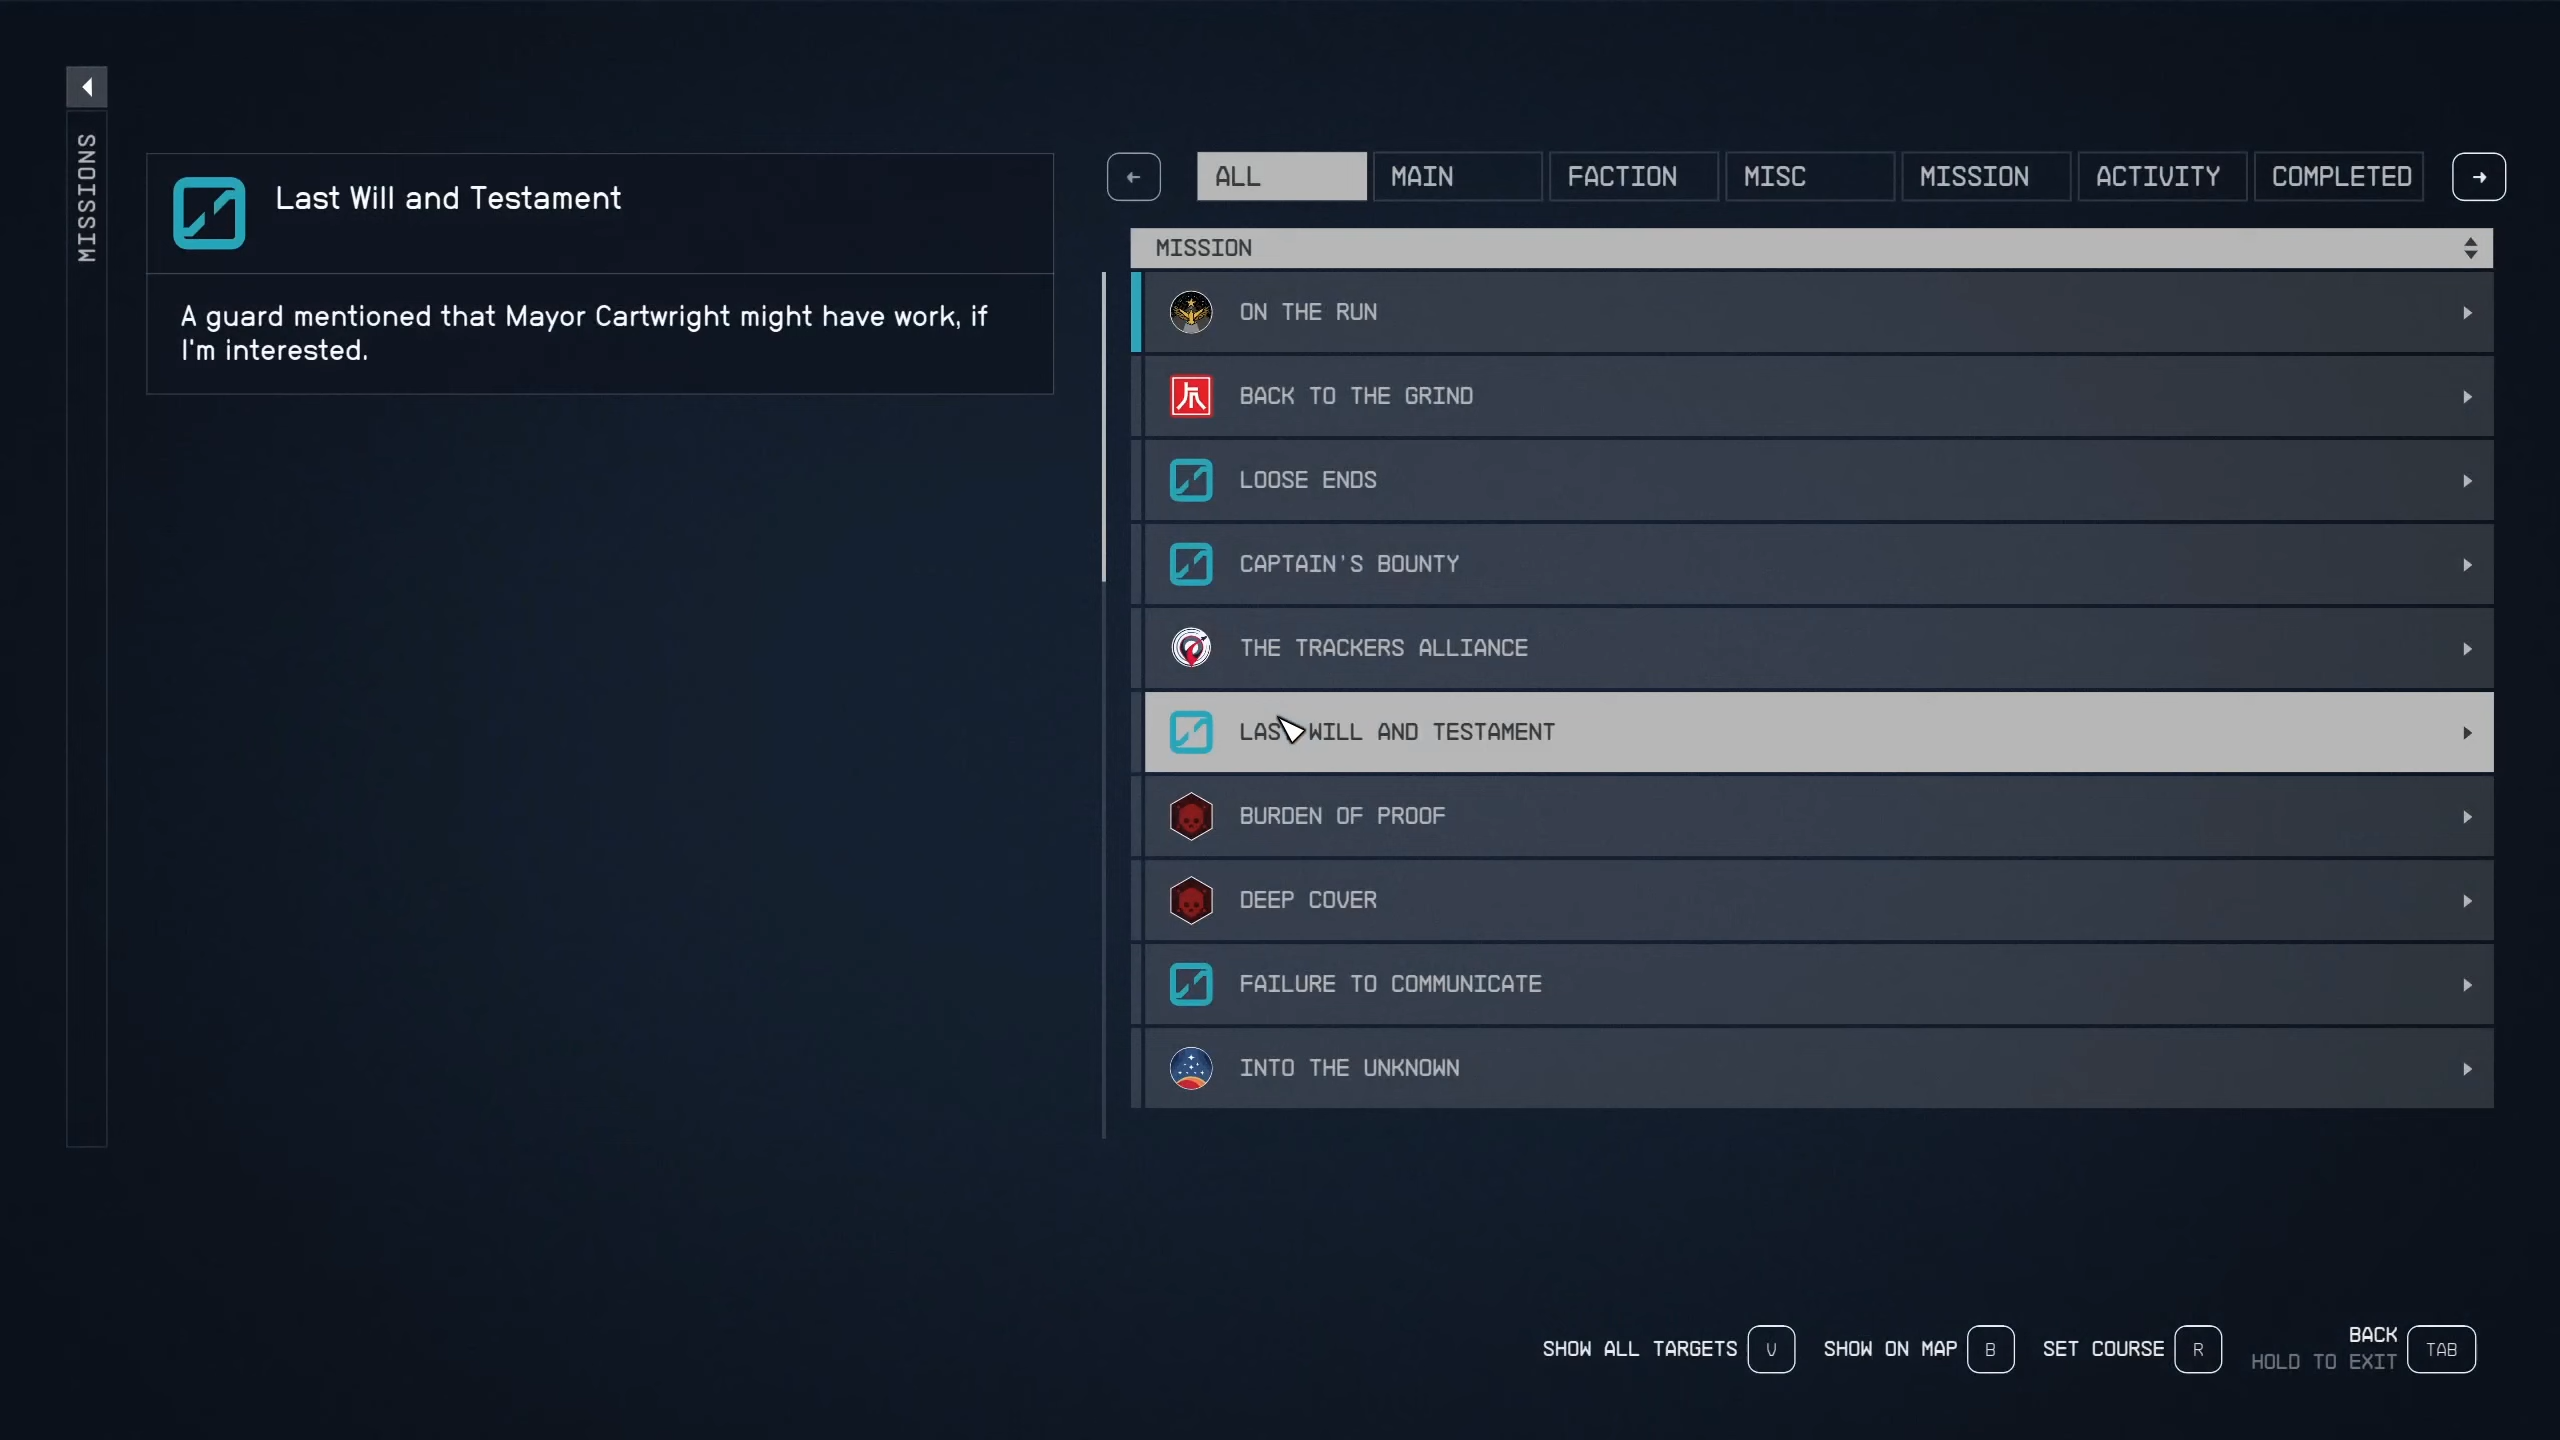 MISSIONS
Last Will and Testament
A guard mentioned that Mayor Cartwright might have work, if
I'm interested.
ALL
MAIN
FACTION
MISC
MISSION
ACTIVITY
COMPLETED
MISSION
ON THE RUN
BACK TO THE GRIND
LOOSE ENDS
CAPTAIN'S BOUNTY
THE TRACKERS ALLIANCE
LAST WILL AND TESTAMENT
BURDEN OF PROOF
DEEP COVER
FAILURE TO COMMUNICATE
INTO THE UNKNOWN
SHOW ALL TARGETS V
SHOW ON MAP B
SET COURSE R
BACK
HOLD TO EXIT
TAB